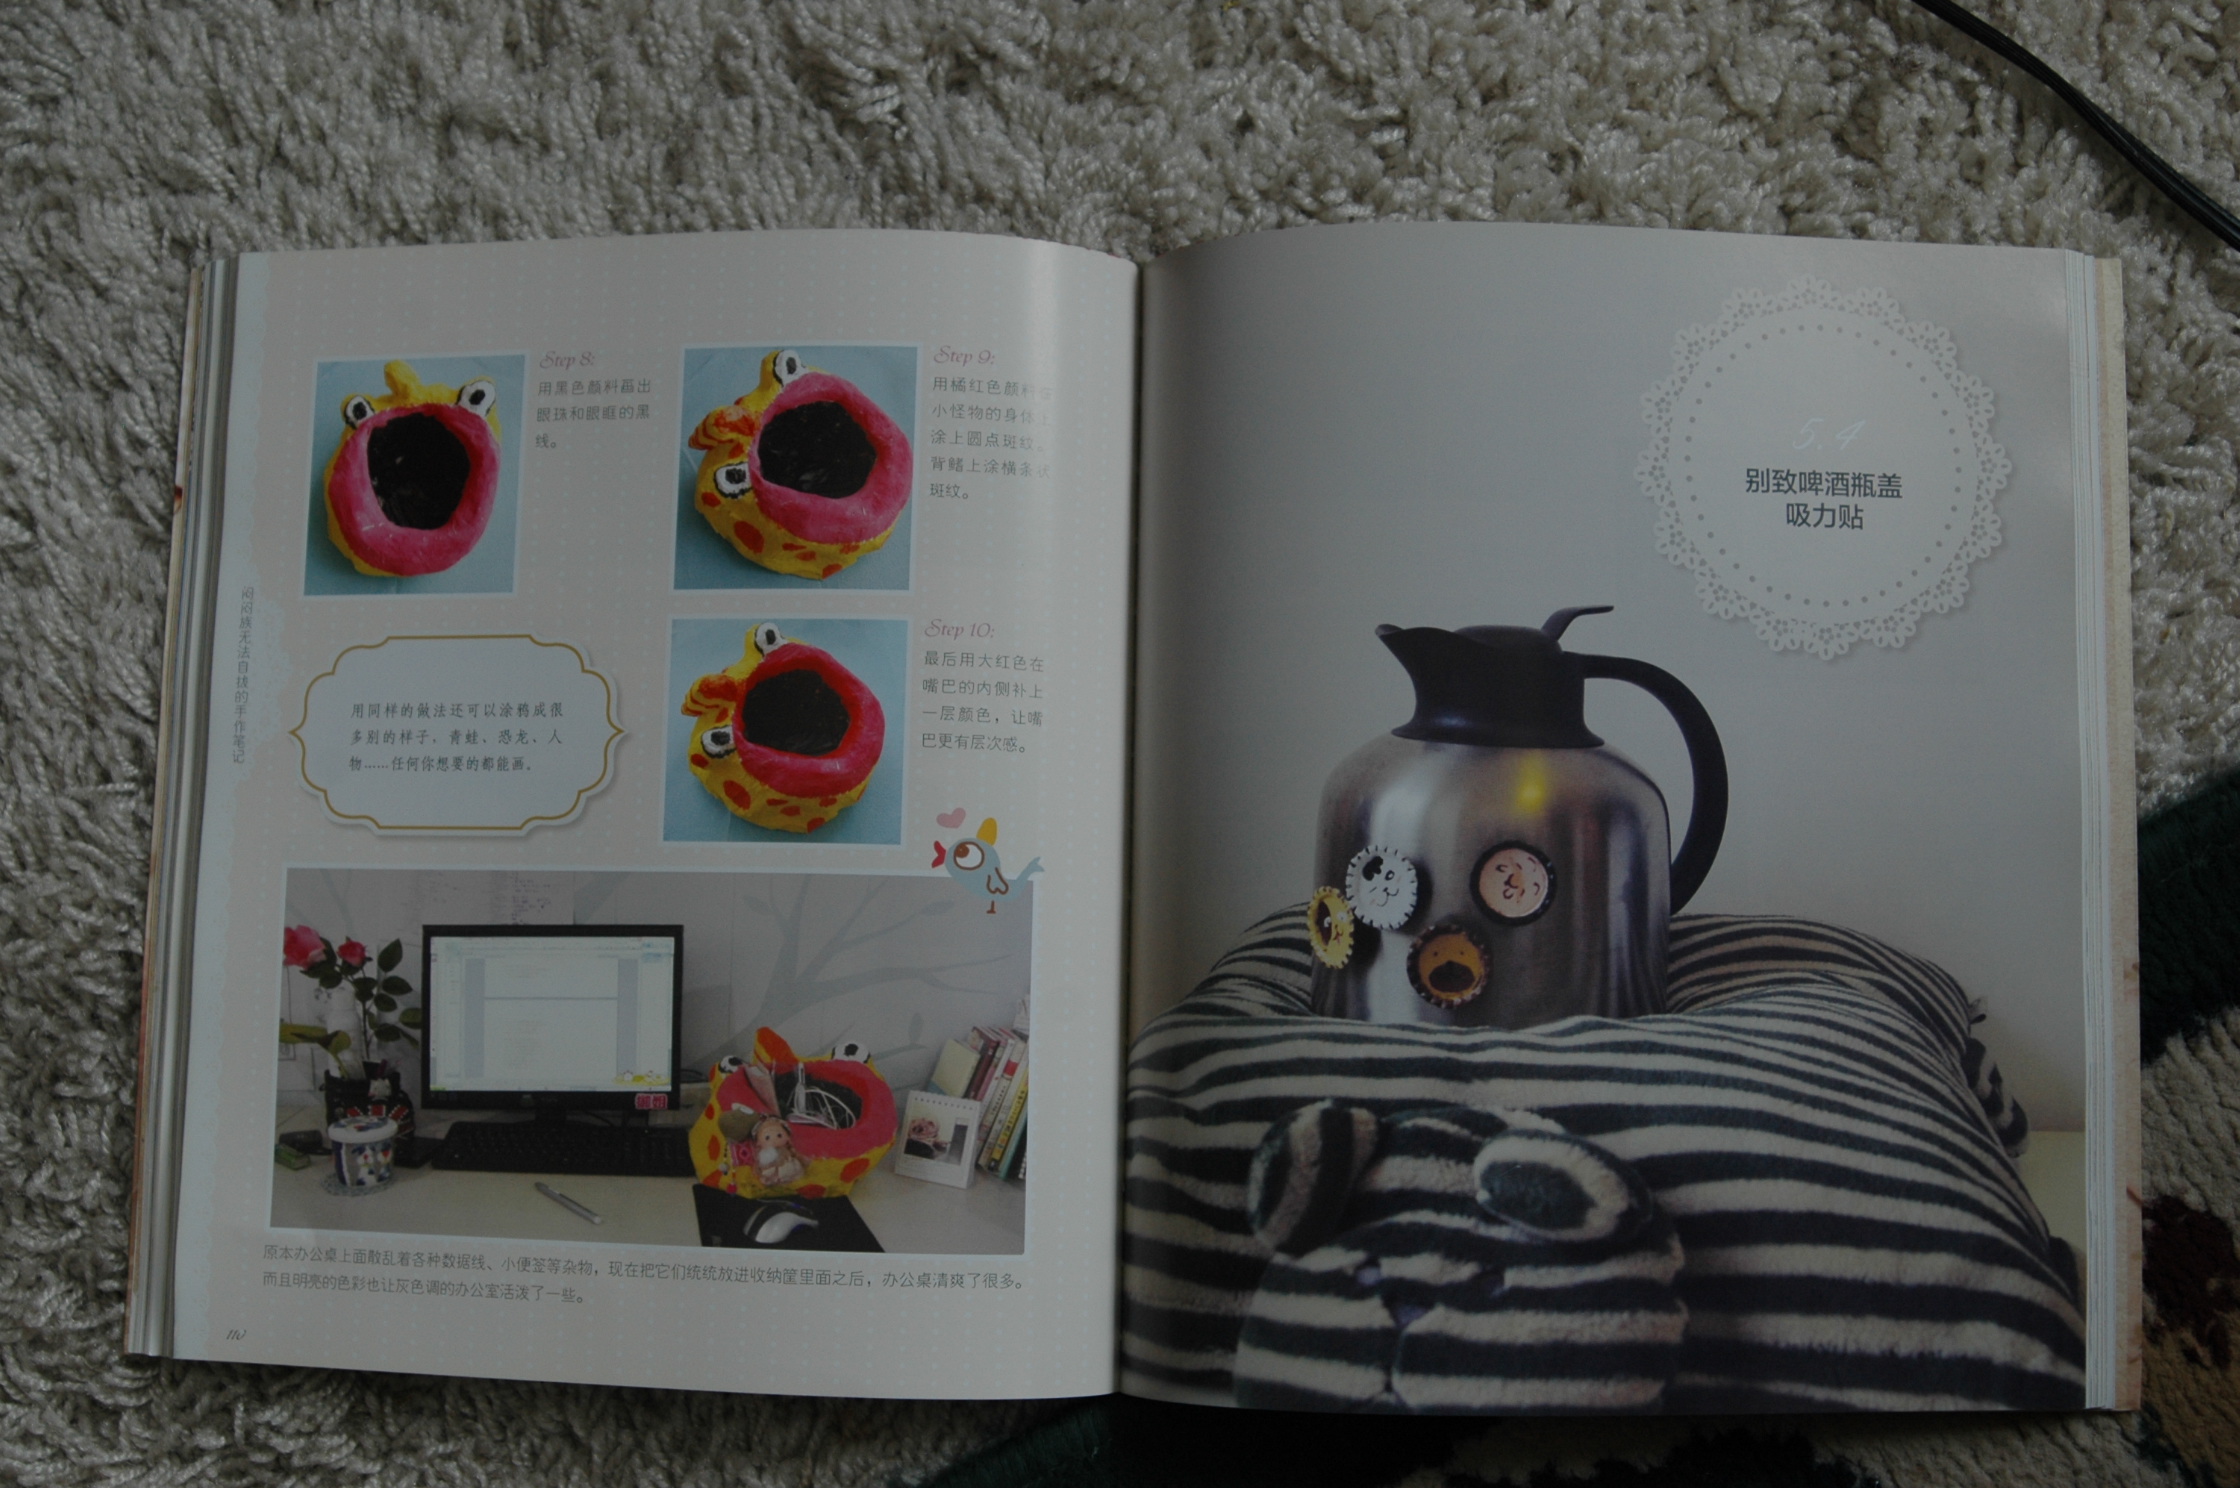 闷闷族无法自拔的手作笔记
Step 8:
用黑色颜料画出
眼珠和眼眶的黑
线。
Step 9:
用橘红色颜料在
小怪物的身体上
涂上圆点斑纹。
背鳍上涂横条状
斑纹。
用同样的做法还可以涂鸦成很
多别的样子，青蛙、恐龙、人
物……任何你想要的都能画。
Step 10:
最后用大红色在
嘴巴的内侧补上
一层颜色，让嘴
巴更有层次感。
原本办公桌上面散乱着各种数据线、小便签等杂物，现在把它们统统放进收纳筐里面之后，办公桌清爽了很多。
而且明亮的色彩也让灰色调的办公室活泼了一些。
5.4
别致啤酒瓶盖
吸力贴